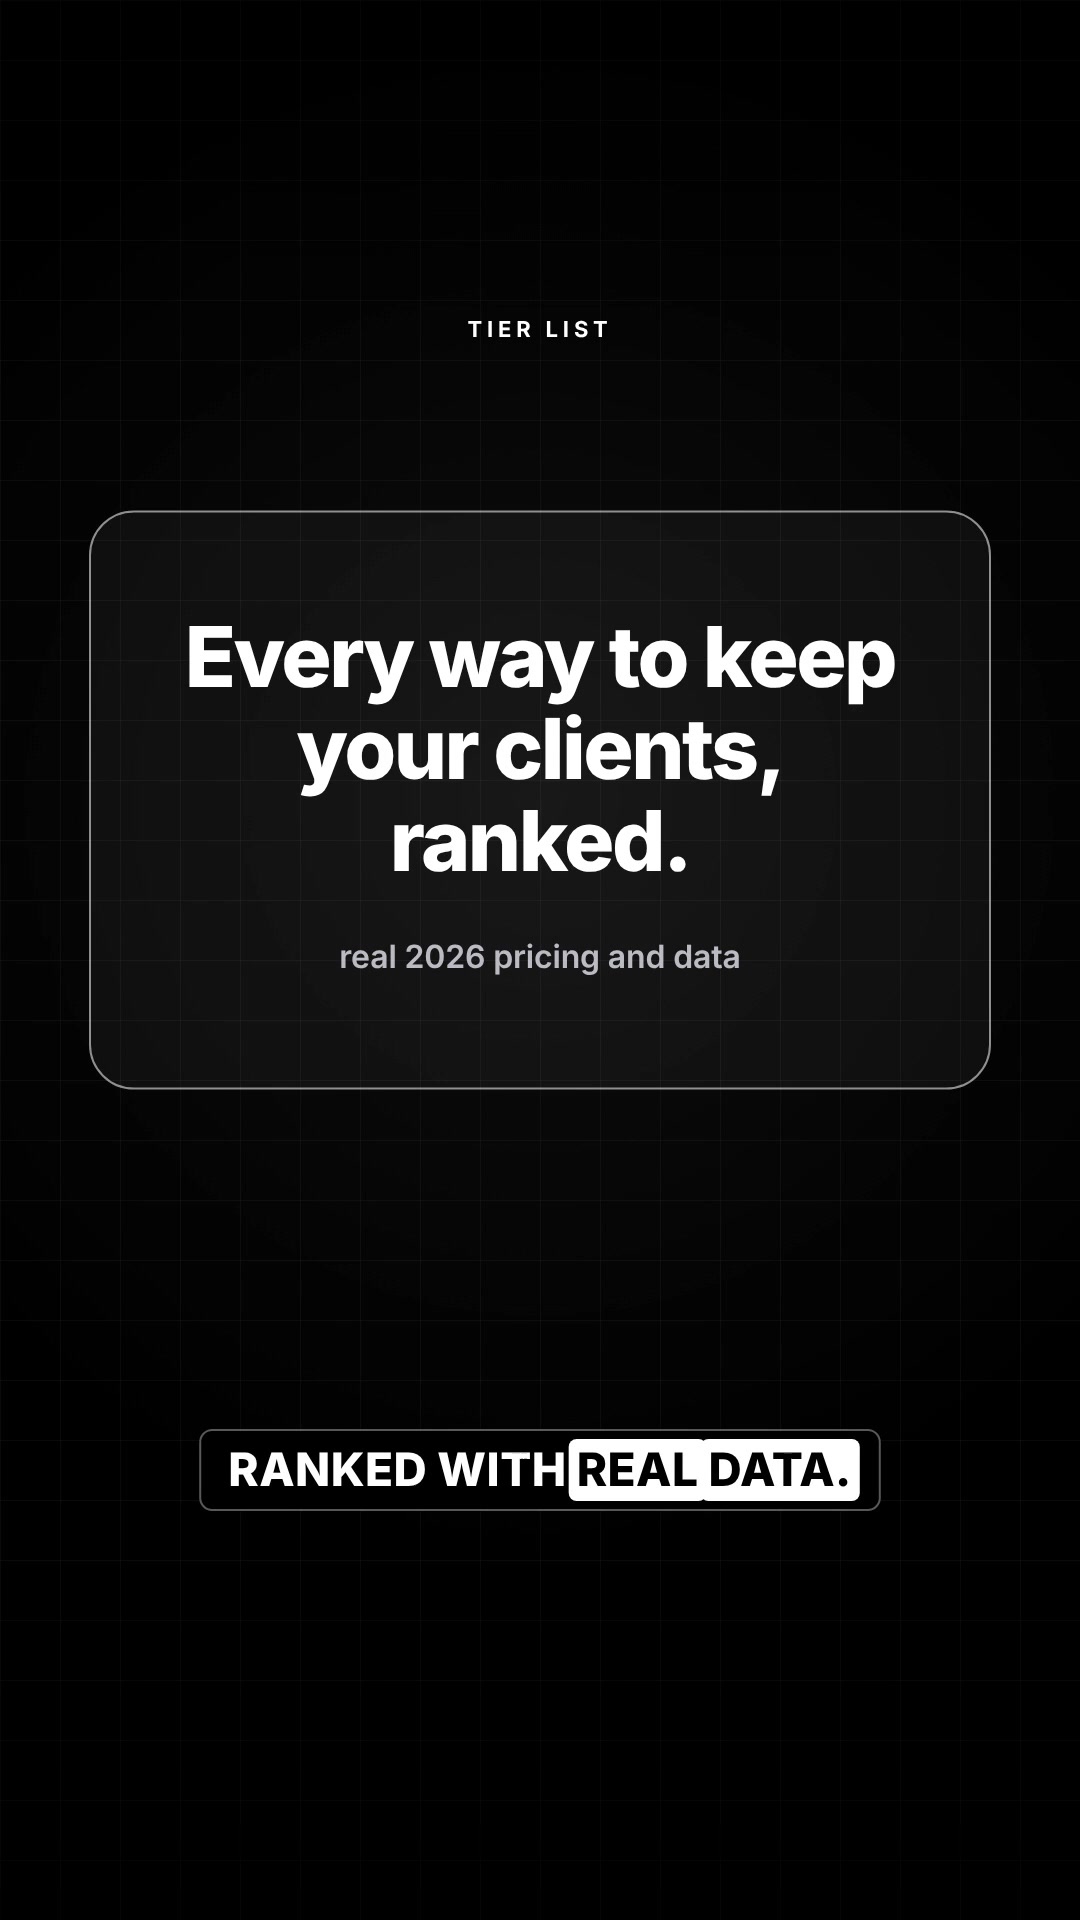 TIER LIST
Every way to keep
your clients,
ranked.
real 2026 pricing and data
RANKED WITH REAL DATA.